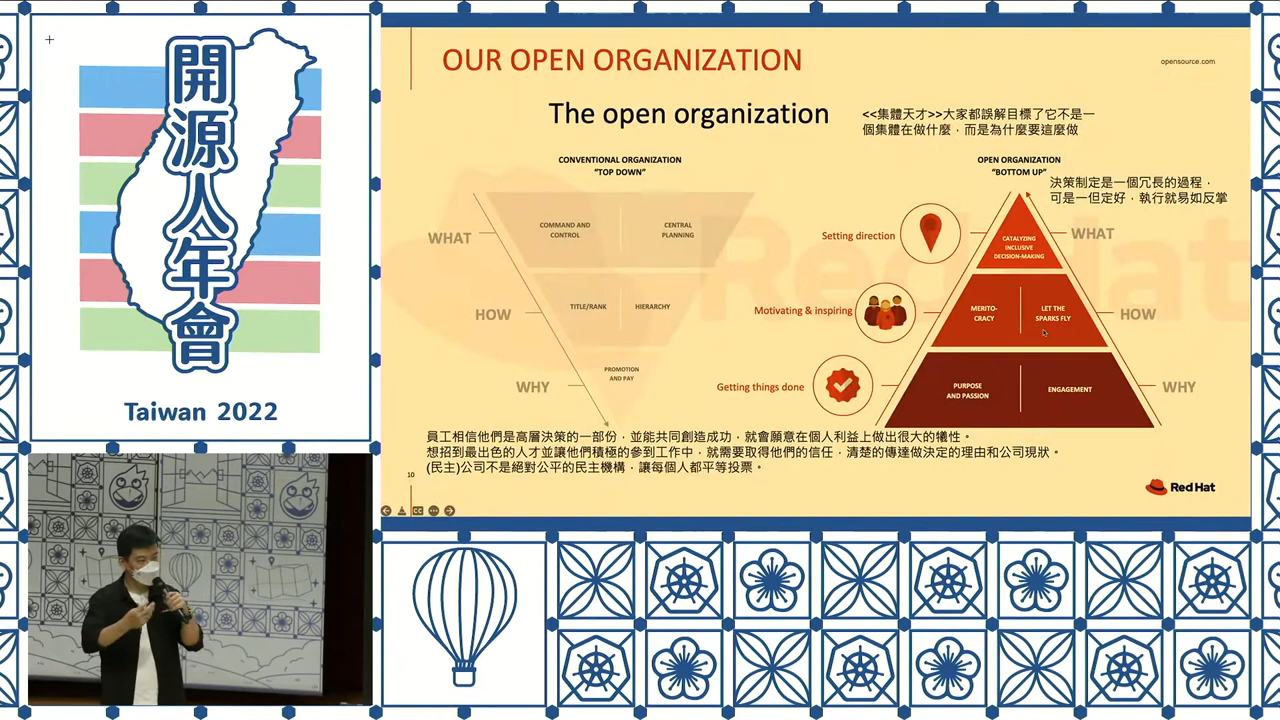 開源人年會
Taiwan 2022
OUR OPEN ORGANIZATION
opensource.com
The open organization
<<集體天才>>大家都誤解目標了它不是一
個集體在做什麼，而是為什麼要這麼做
CONVENTIONAL ORGANIZATION
"TOP DOWN"
COMMAND AND
CONTROL
CENTRAL
PLANNING
WHAT
TITLE/RANK
HIERARCHY
HOW
PROMOTION
AND PAY
WHY
OPEN ORGANIZATION
"BOTTOM UP"
決策制定是一個冗長的過程，
可是一但定好，執行就易如反掌
Setting direction
CATALYZING
INCLUSIVE
DECISION-MAKING
WHAT
Motivating & inspiring
MERITO-
CRACY
LET THE
SPARKS FLY
HOW
Getting things done
PURPOSE
AND PASSION
ENGAGEMENT
WHY
員工相信他們是高層決策的一部份，並能共同創造成功，就會願意在個人利益上做出很大的犧牲。
想招到最出色的人才並讓他們積極的參到工作中，就需要取得他們的信任，清楚的傳達做決定的理由和公司現狀。
(民主)公司不是絕對公平的民主機構，讓每個人都平等投票。
10
Red Hat
Red Hat